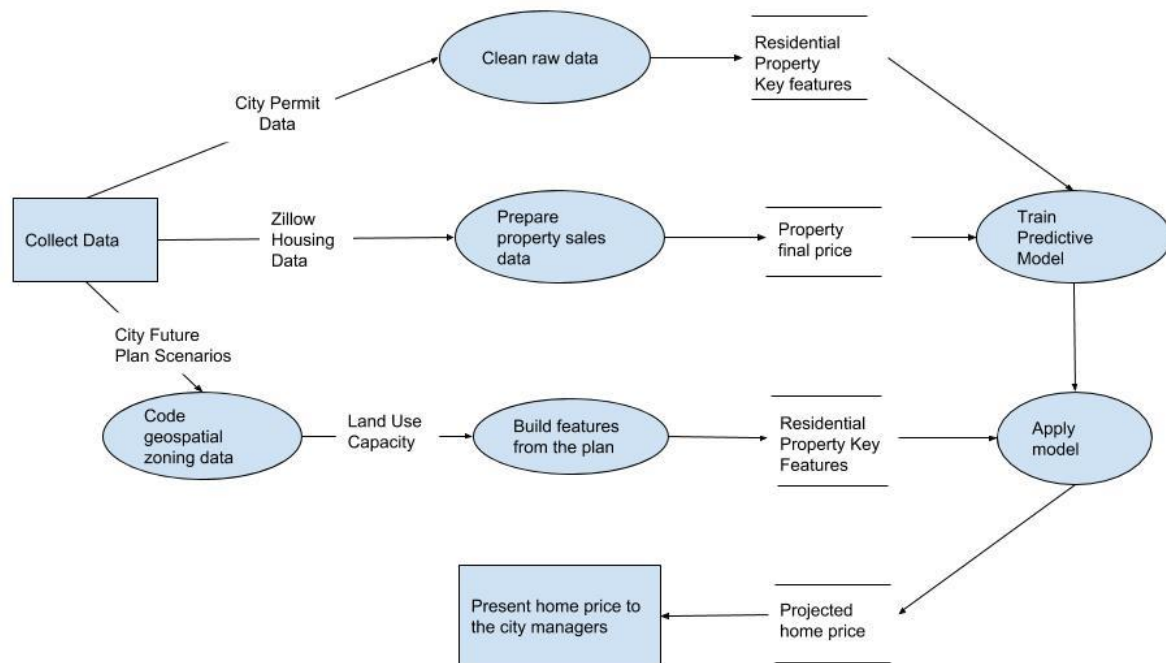 Clean raw data
Residential
Property
Key features
City Permit
Data
Collect Data
Zillow
Housing
Data
Prepare
property sales
data
Property
final price
Train
Predictive
Model
City Future
Plan Scenarios
Code
geospatial
zoning data
Land Use
Capacity
Build features
from the plan
Residential
Property Key
Features
Apply
model
Present home price to
the city managers
Projected
home price